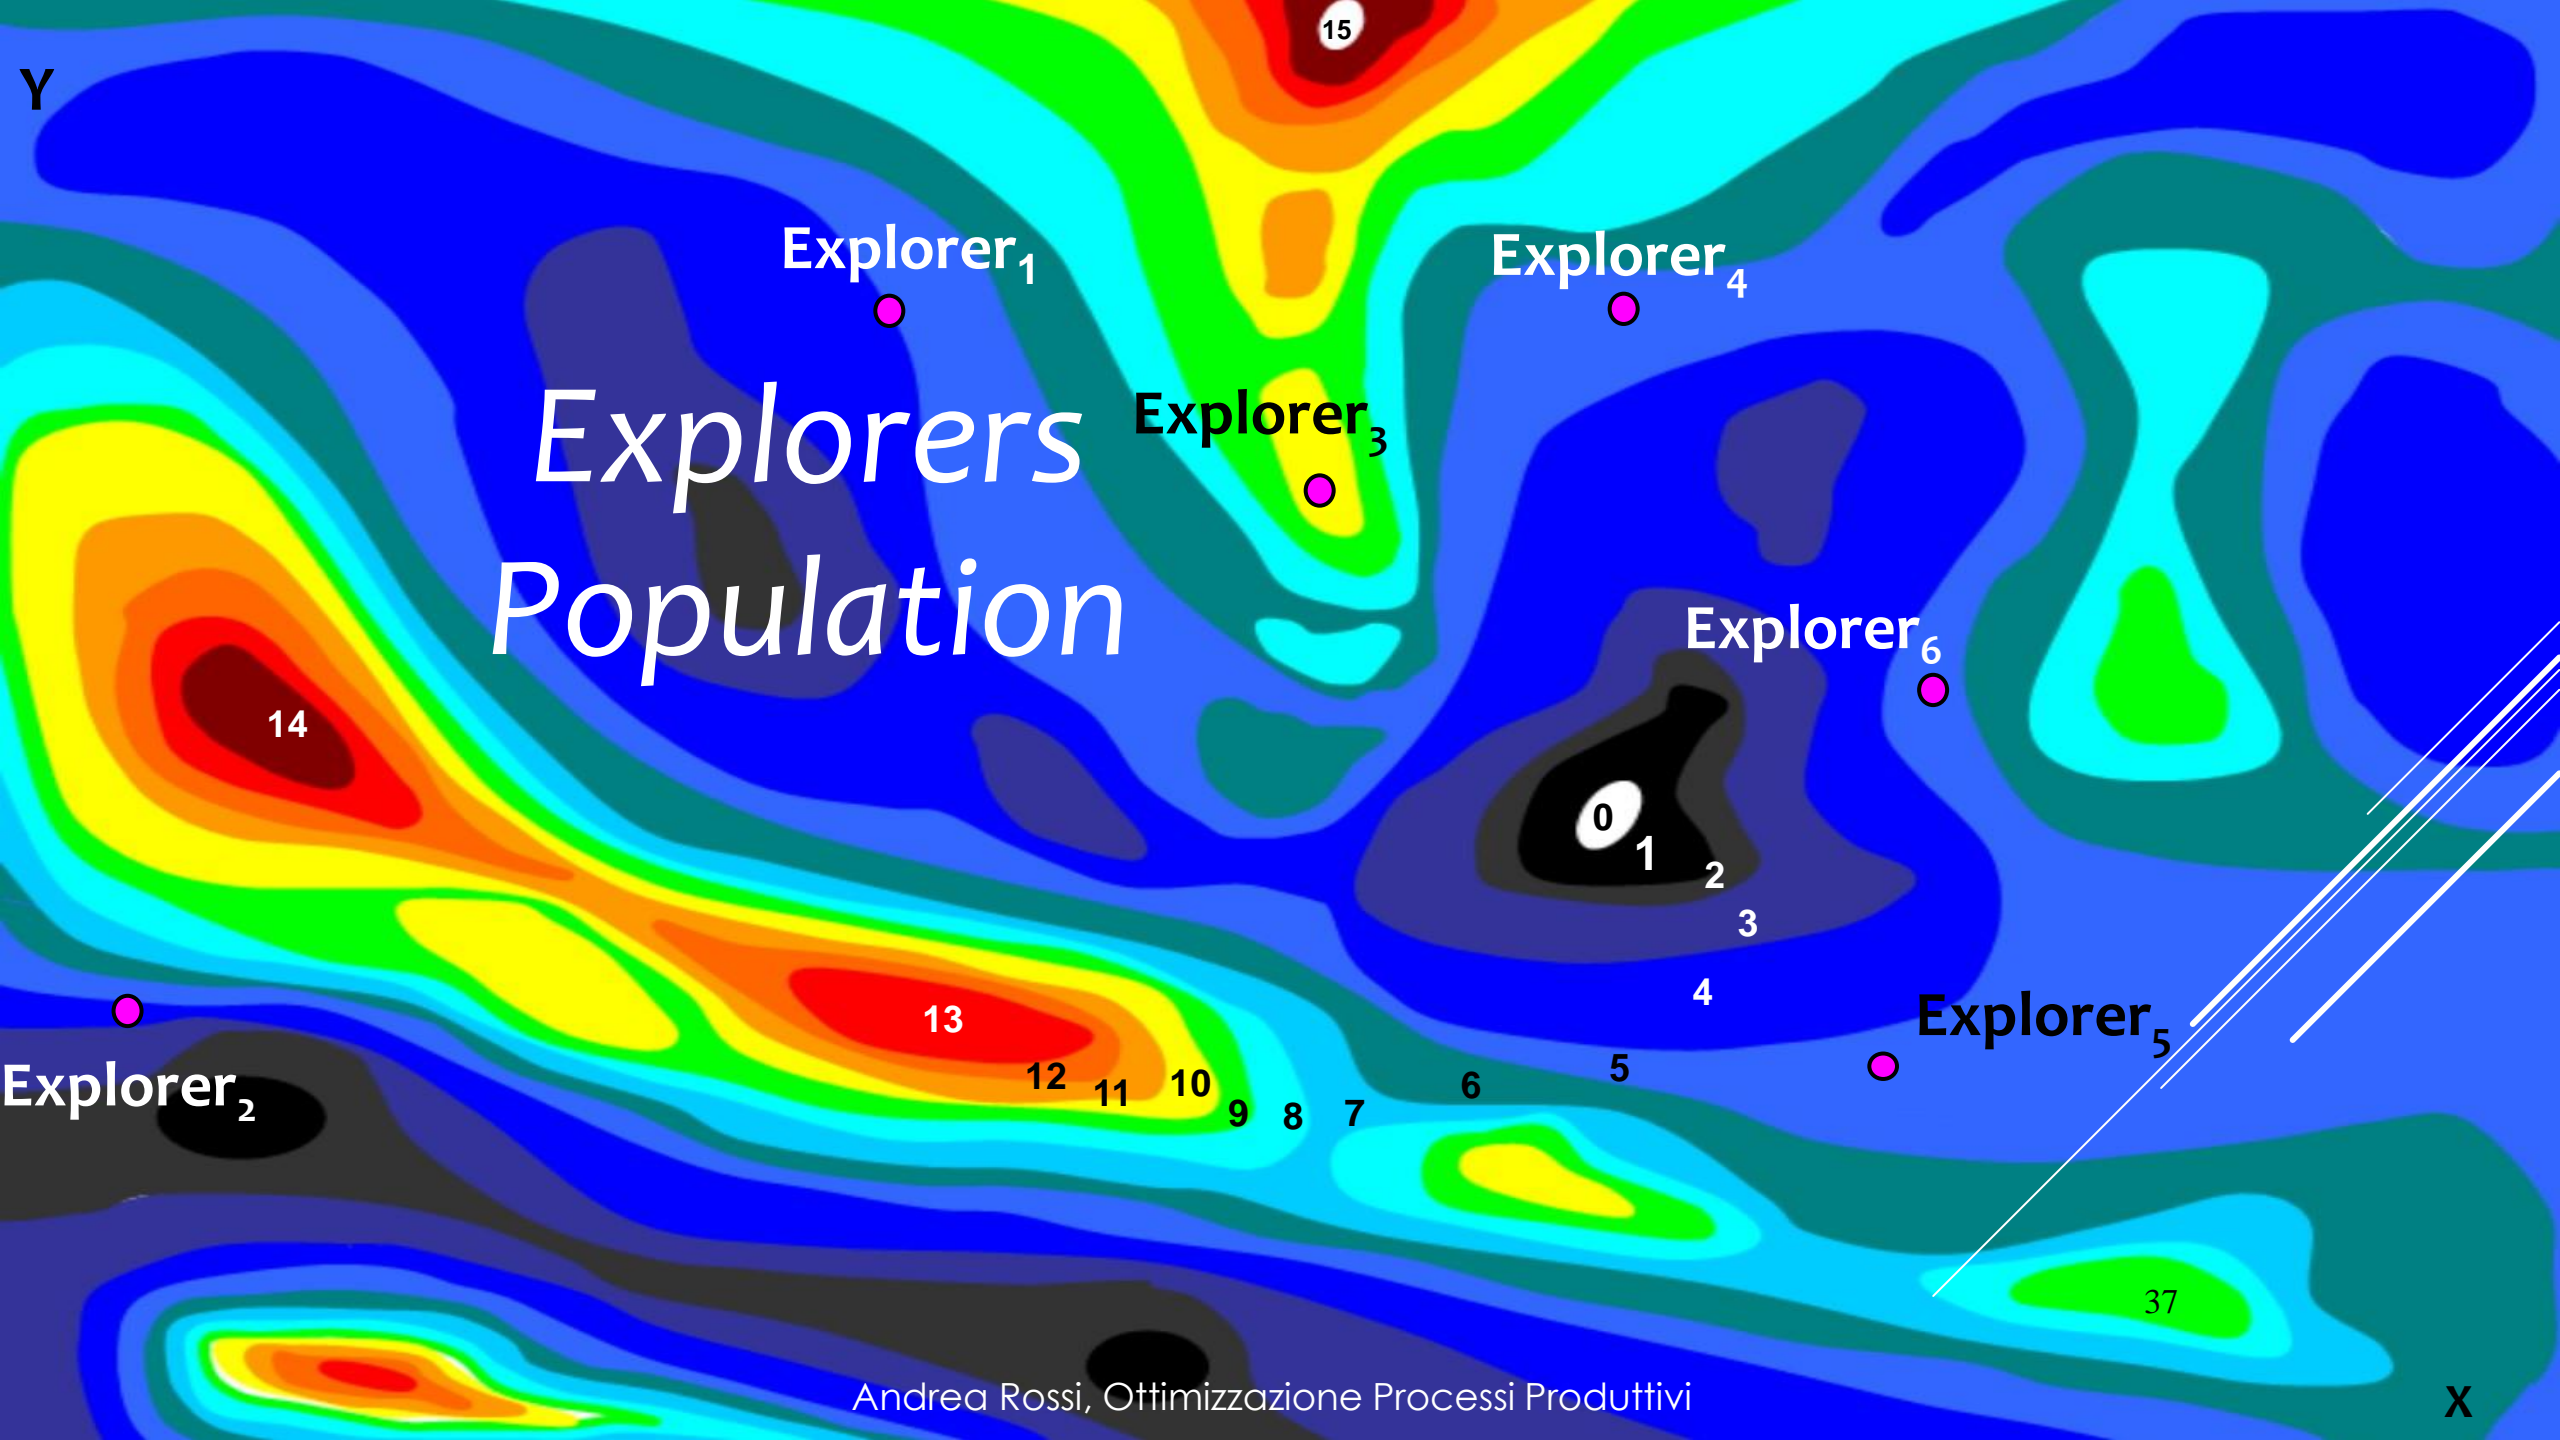 15
Y
Explorer1
Explorer4
Explorers
Explorer3
Population
Explorer6
14
0
1
2
3
4
13
Explorer5
5
12
11
10
6
9
8
7
Explorer2
37
Andrea Rossi, Ottimizzazione Processi Produttivi
X